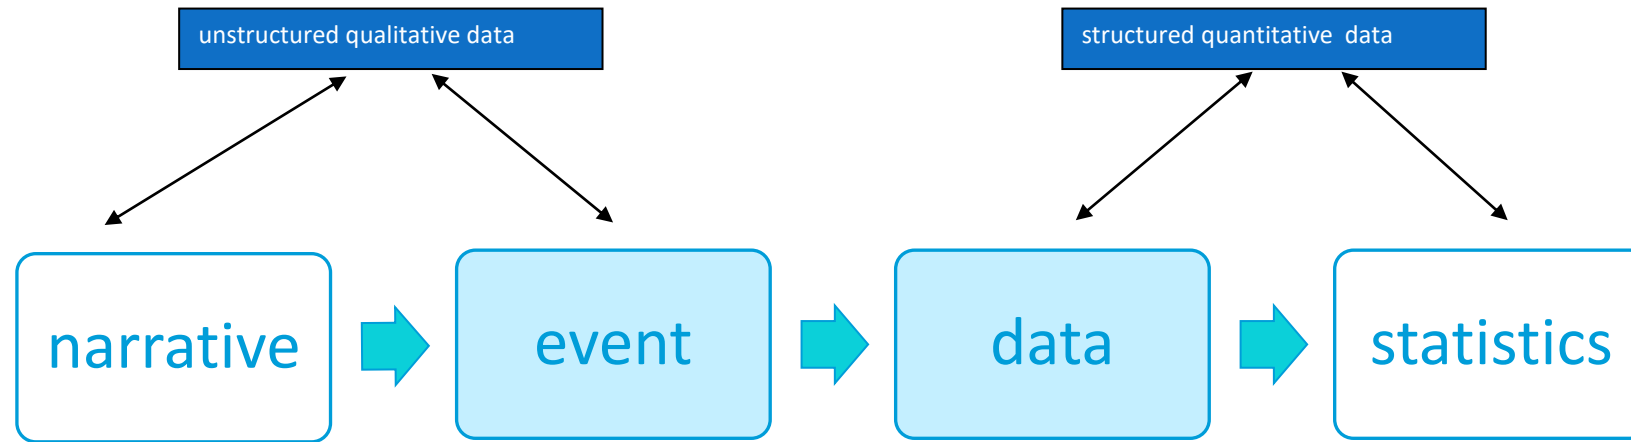 unstructured qualitative data
structured quantitative  data
narrative
event
data
statistics